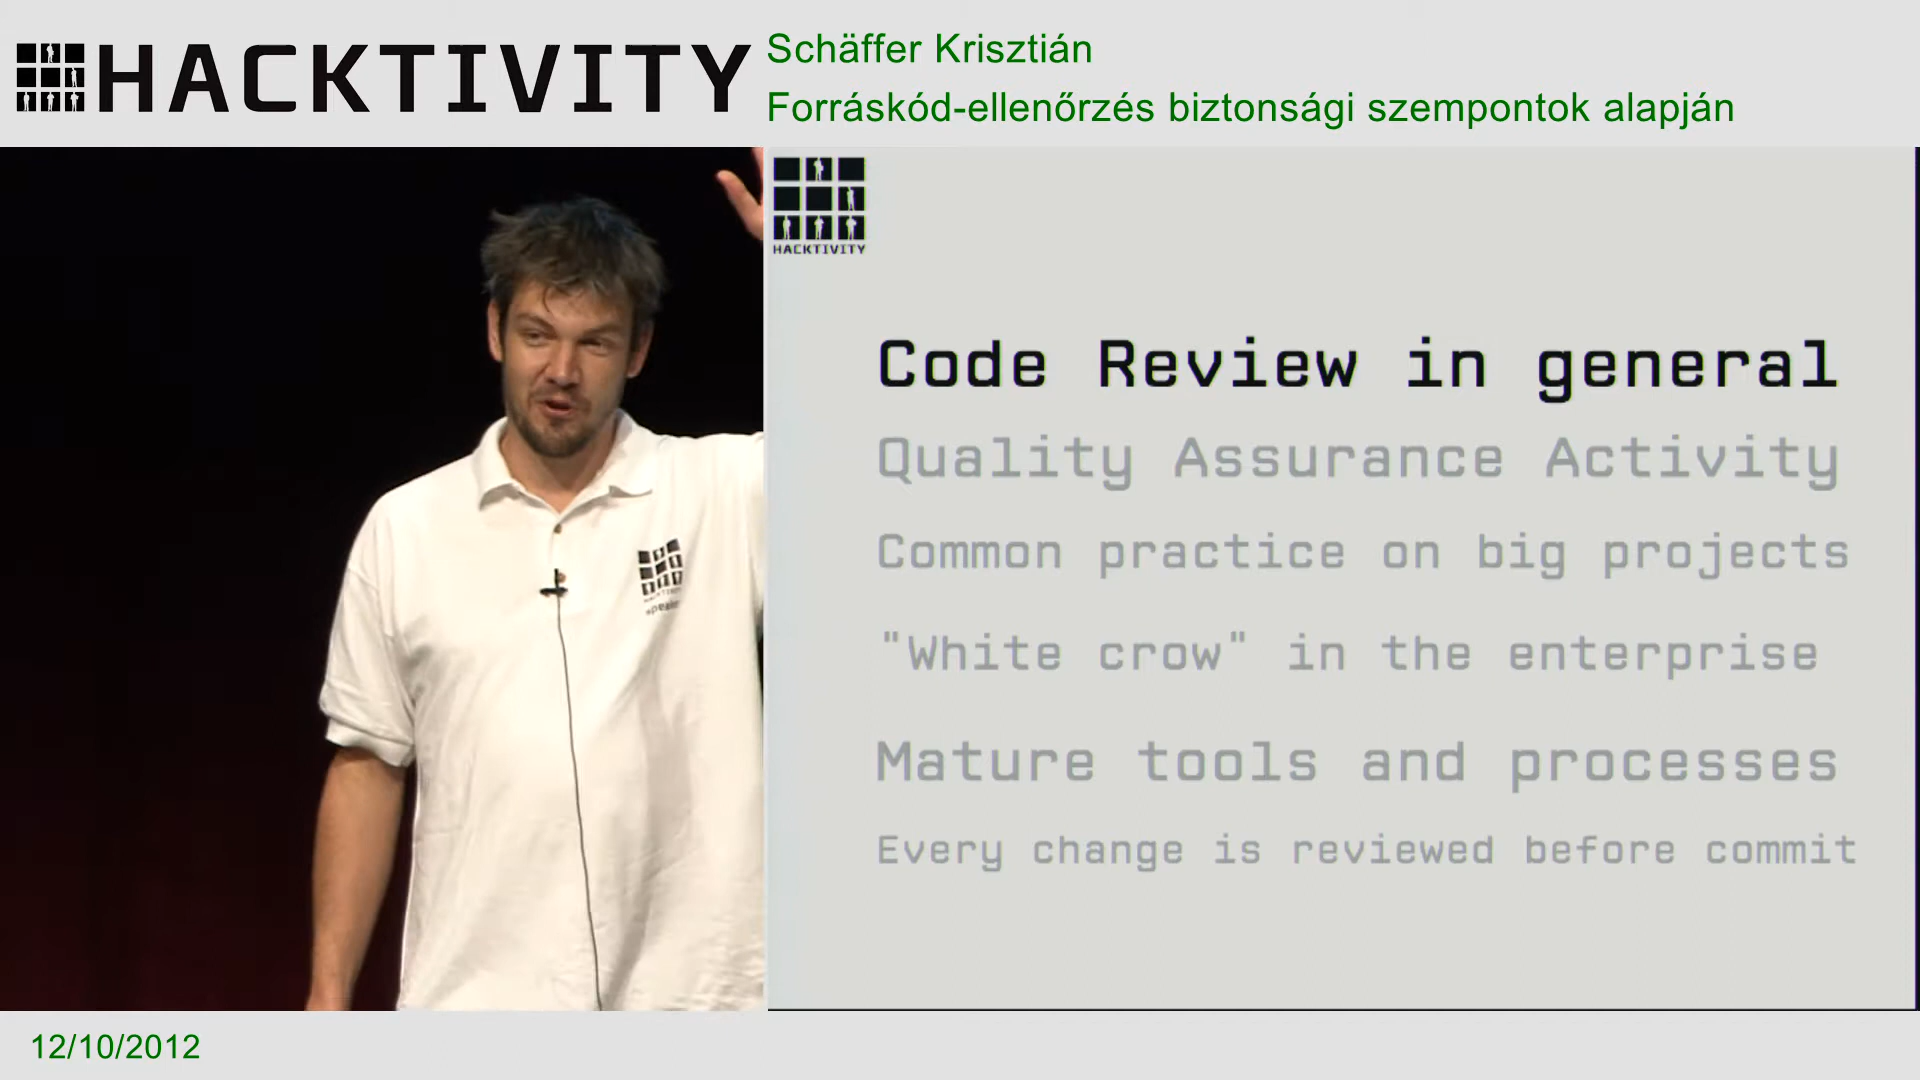 HACKTIVITY
Schäffer Krisztián
Forráskód-ellenőrzés biztonsági szempontok alapján
HACKTIVITY
Code Review in general
Quality Assurance Activity
Common practice on big projects
"White crow" in the enterprise
Mature tools and processes
Every change is reviewed before commit
HACKTIVITY
speaker
12/10/2012